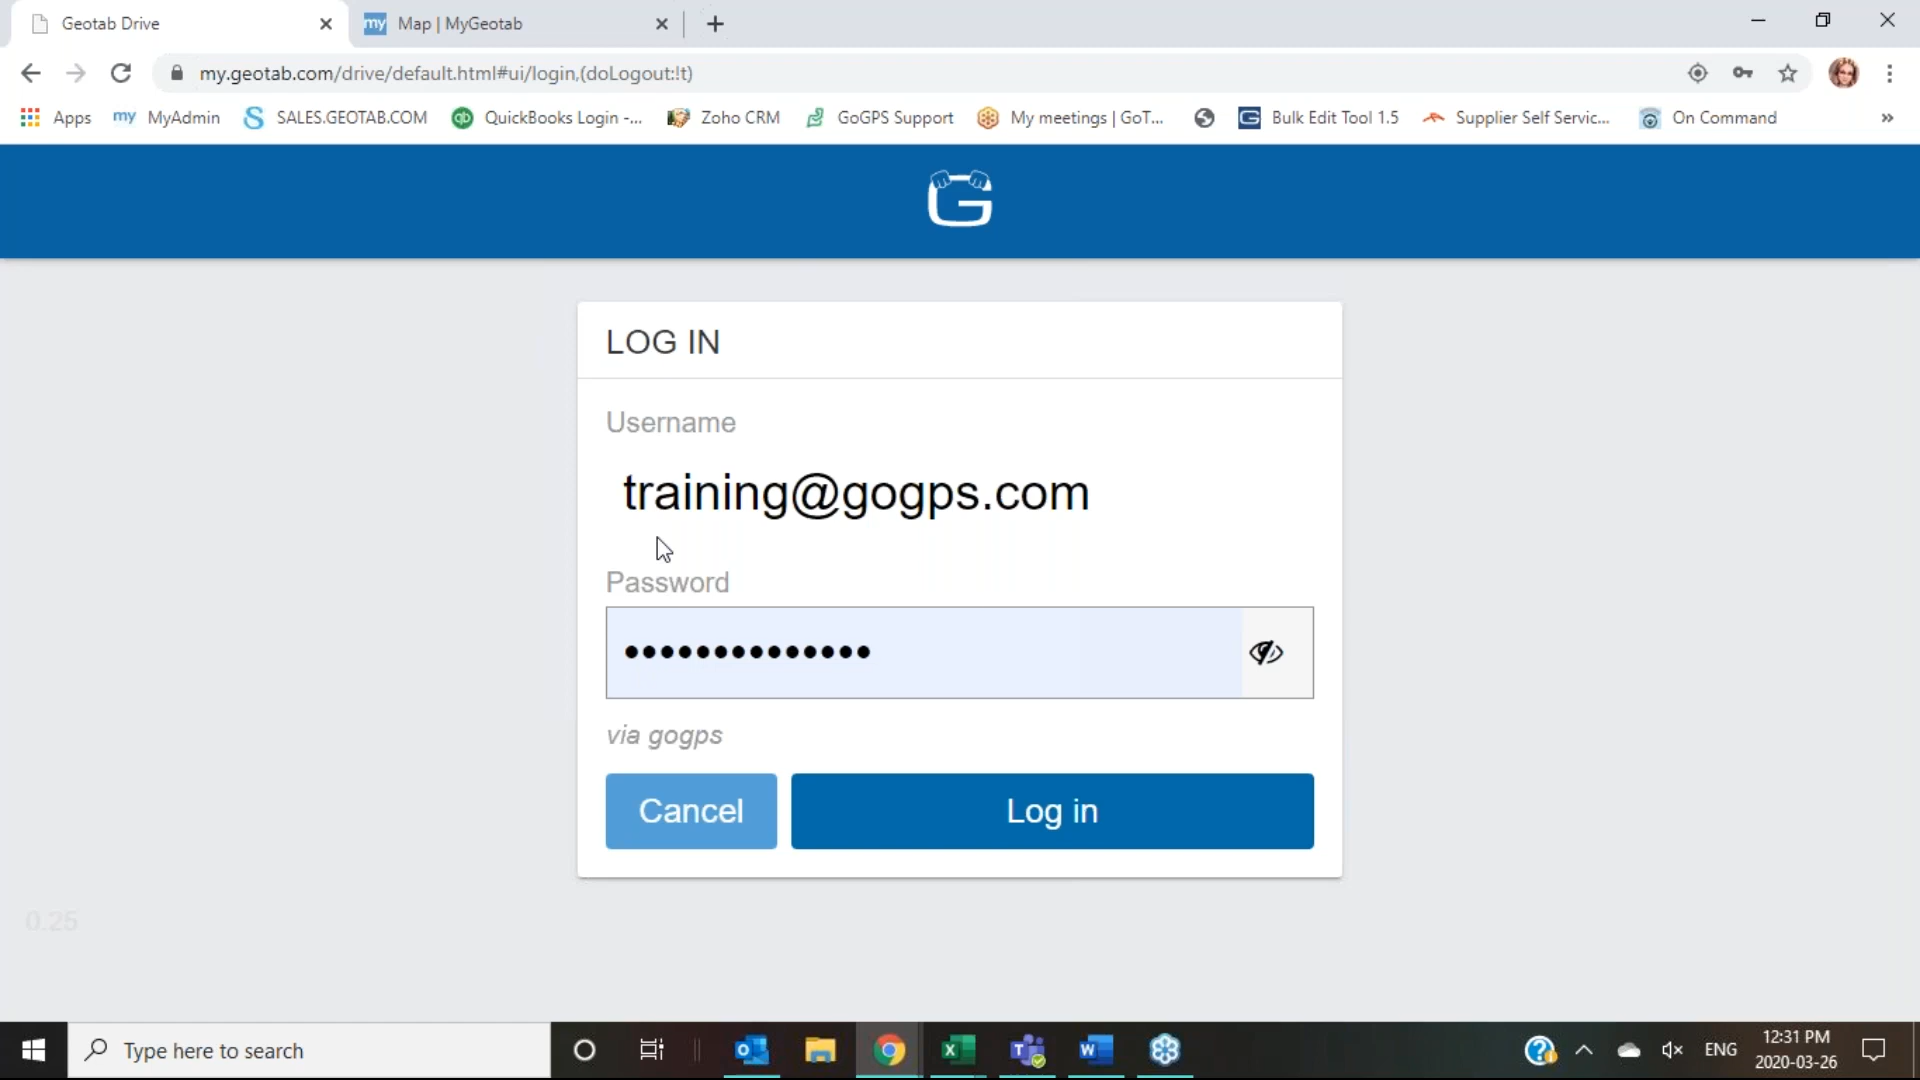 Geotab Drive
my Map | MyGeotab
my.geotab.com/drive/default.html#ui/login,(doLogout:!t)
Apps my MyAdmin SALES.GEOTAB.COM qb QuickBooks Login -... Zoho CRM GoGPS Support My meetings | GoT... Bulk Edit Tool 1.5 Supplier Self Servic... On Command »
G
LOG IN
Username
training@gogps.com
Password
••••••••••••••
via gogps
Cancel Log in
0.25
Type here to search
ENG
12:31 PM
2020-03-26